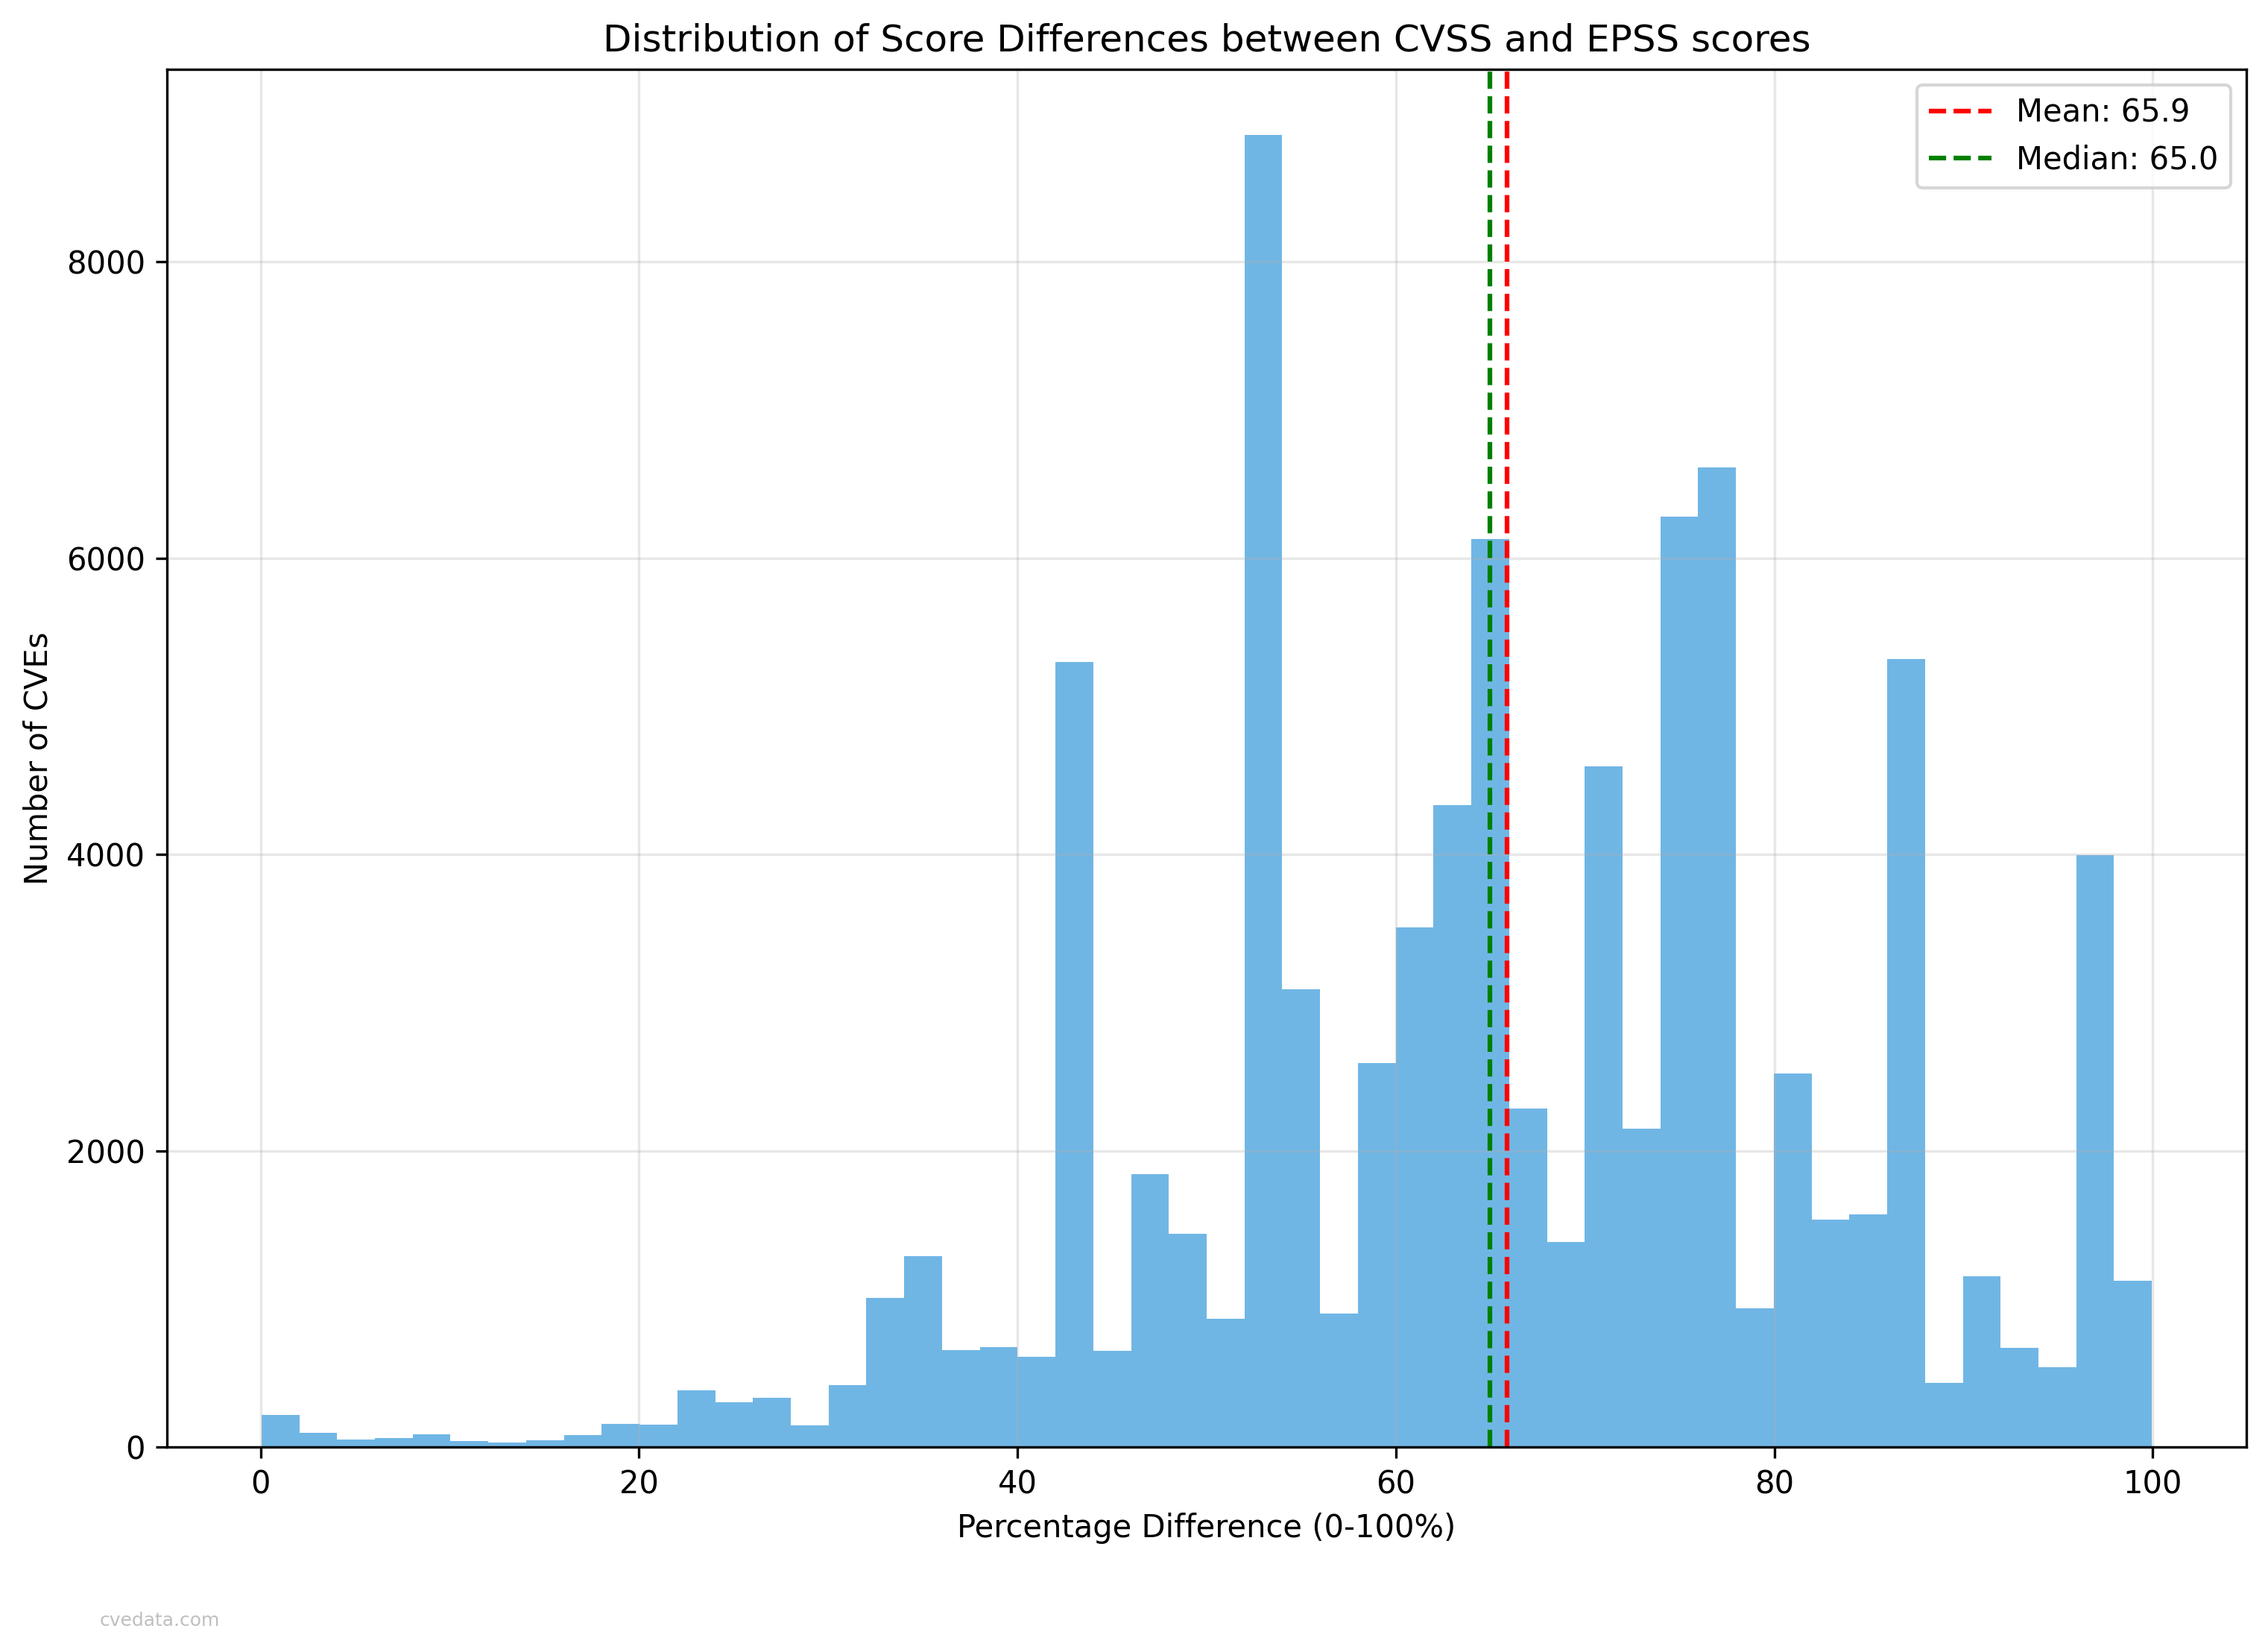 Distribution of Score Differences between CVSS and EPSS scores
Mean: 65.9
Median: 65.0
Number of CVEs
8000
6000
4000
2000
0
0 20 40 60 80 100
Percentage Difference (0-100%)
cvedata.com